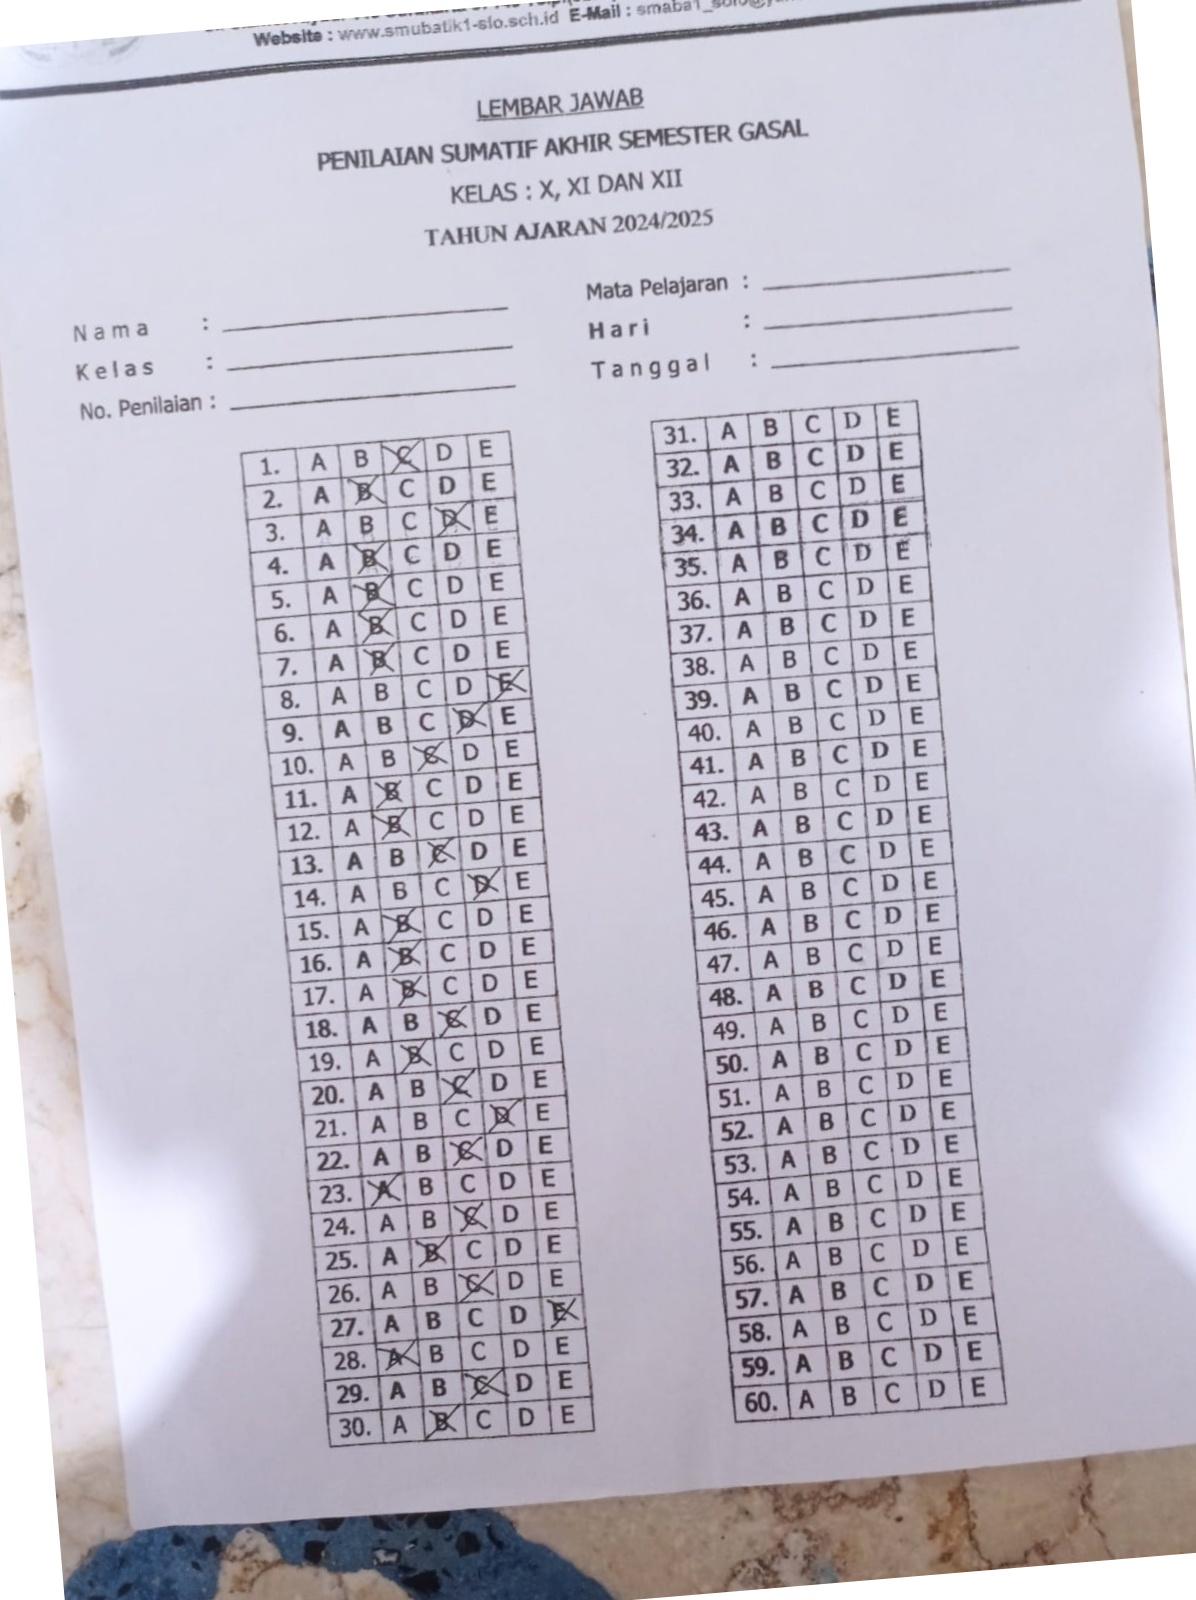 Website : www.smubatik1-slo.sch.id E-Mail :
LEMBAR JAWAB
PENILAIAN SUMATIF AKHIR SEMESTER GASAL
KELAS : X, XI DAN XII
TAHUN AJARAN 2024/2025
Nama :
Kelas :
No. Penilaian :
Mata Pelajaran :
Hari :
Tanggal :
1. A B C D E
2. A B C D E
3. A B C D E
4. A B C D E
5. A B C D E
6. A B C D E
7. A B C D E
8. A B C D E
9. A B C D E
10. A B C D E
11. A B C D E
12. A B C D E
13. A B C D E
14. A B C D E
15. A B C D E
16. A B C D E
17. A B C D E
18. A B C D E
19. A B C D E
20. A B C D E
21. A B C D E
22. A B C D E
23. A B C D E
24. A B C D E
25. A B C D E
26. A B C D E
27. A B C D E
28. A B C D E
29. A B C D E
30. A B C D E
31. A B C D E
32. A B C D E
33. A B C D E
34. A B C D E
35. A B C D E
36. A B C D E
37. A B C D E
38. A B C D E
39. A B C D E
40. A B C D E
41. A B C D E
42. A B C D E
43. A B C D E
44. A B C D E
45. A B C D E
46. A B C D E
47. A B C D E
48. A B C D E
49. A B C D E
50. A B C D E
51. A B C D E
52. A B C D E
53. A B C D E
54. A B C D E
55. A B C D E
56. A B C D E
57. A B C D E
58. A B C D E
59. A B C D E
60. A B C D E